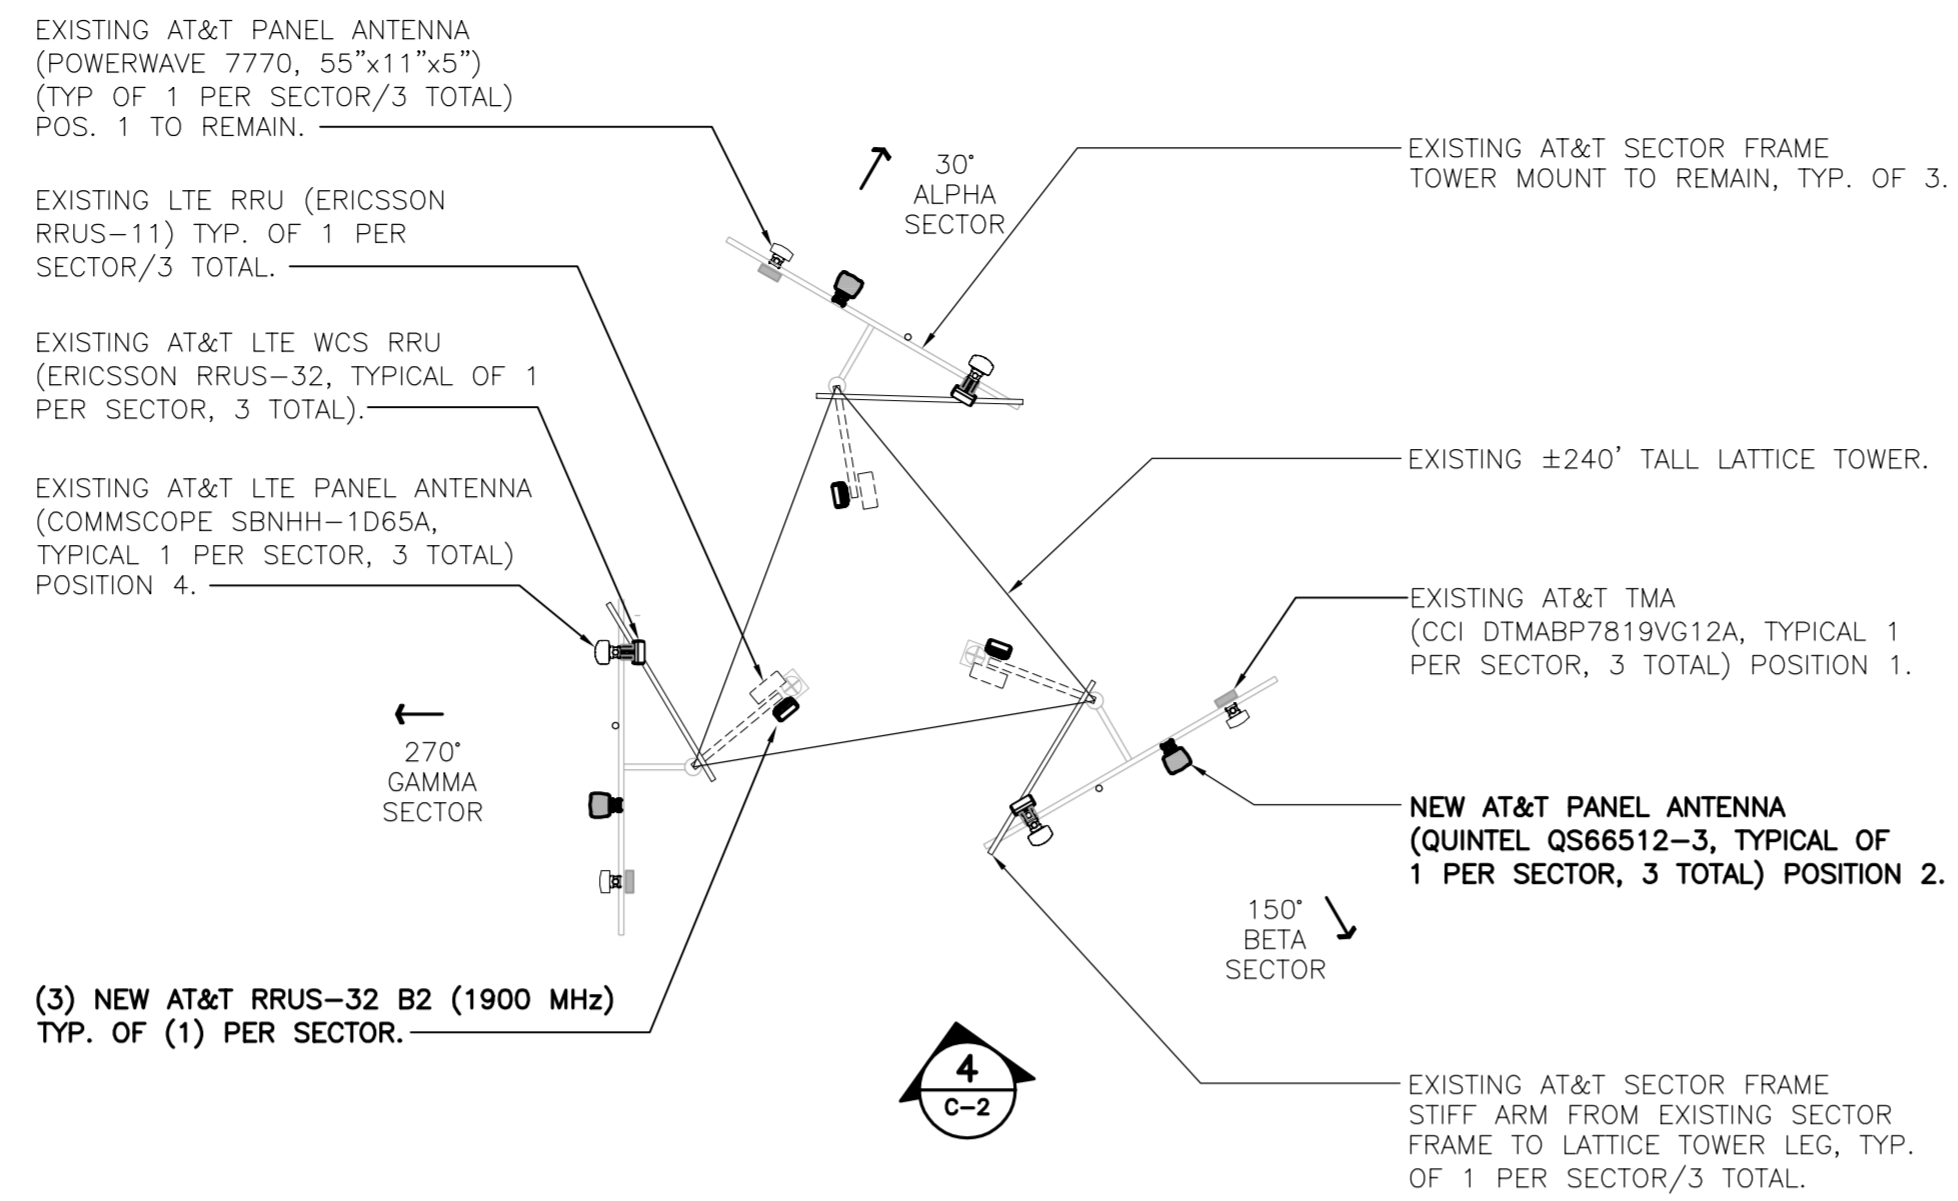 EXISTING AT&T PANEL ANTENNA
(POWERWAVE 7770, 55”x11”x5”)
(TYP OF 1 PER SECTOR/3 TOTAL)
POS. 1 TO REMAIN.
EXISTING LTE RRU (ERICSSON
RRUS−11) TYP. OF 1 PER
SECTOR/3 TOTAL.
EXISTING AT&T LTE WCS RRU
(ERICSSON RRUS−32, TYPICAL OF 1
PER SECTOR, 3 TOTAL).
EXISTING AT&T LTE PANEL ANTENNA
(COMMSCOPE SBNHH−1D65A,
TYPICAL 1 PER SECTOR, 3 TOTAL)
POSITION 4.
30°
ALPHA
SECTOR
270°
GAMMA
SECTOR
150°
BETA
SECTOR
(3) NEW AT&T RRUS−32 B2 (1900 MHz)
TYP. OF (1) PER SECTOR.
4
C−2
EXISTING AT&T SECTOR FRAME
TOWER MOUNT TO REMAIN, TYP. OF 3.
EXISTING ±240’ TALL LATTICE TOWER.
EXISTING AT&T TMA
(CCI DTMABP7819VG12A, TYPICAL 1
PER SECTOR, 3 TOTAL) POSITION 1.
NEW AT&T PANEL ANTENNA
(QUINTEL QS66512−3, TYPICAL OF
1 PER SECTOR, 3 TOTAL) POSITION 2.
EXISTING AT&T SECTOR FRAME
STIFF ARM FROM EXISTING SECTOR
FRAME TO LATTICE TOWER LEG, TYP.
OF 1 PER SECTOR/3 TOTAL.